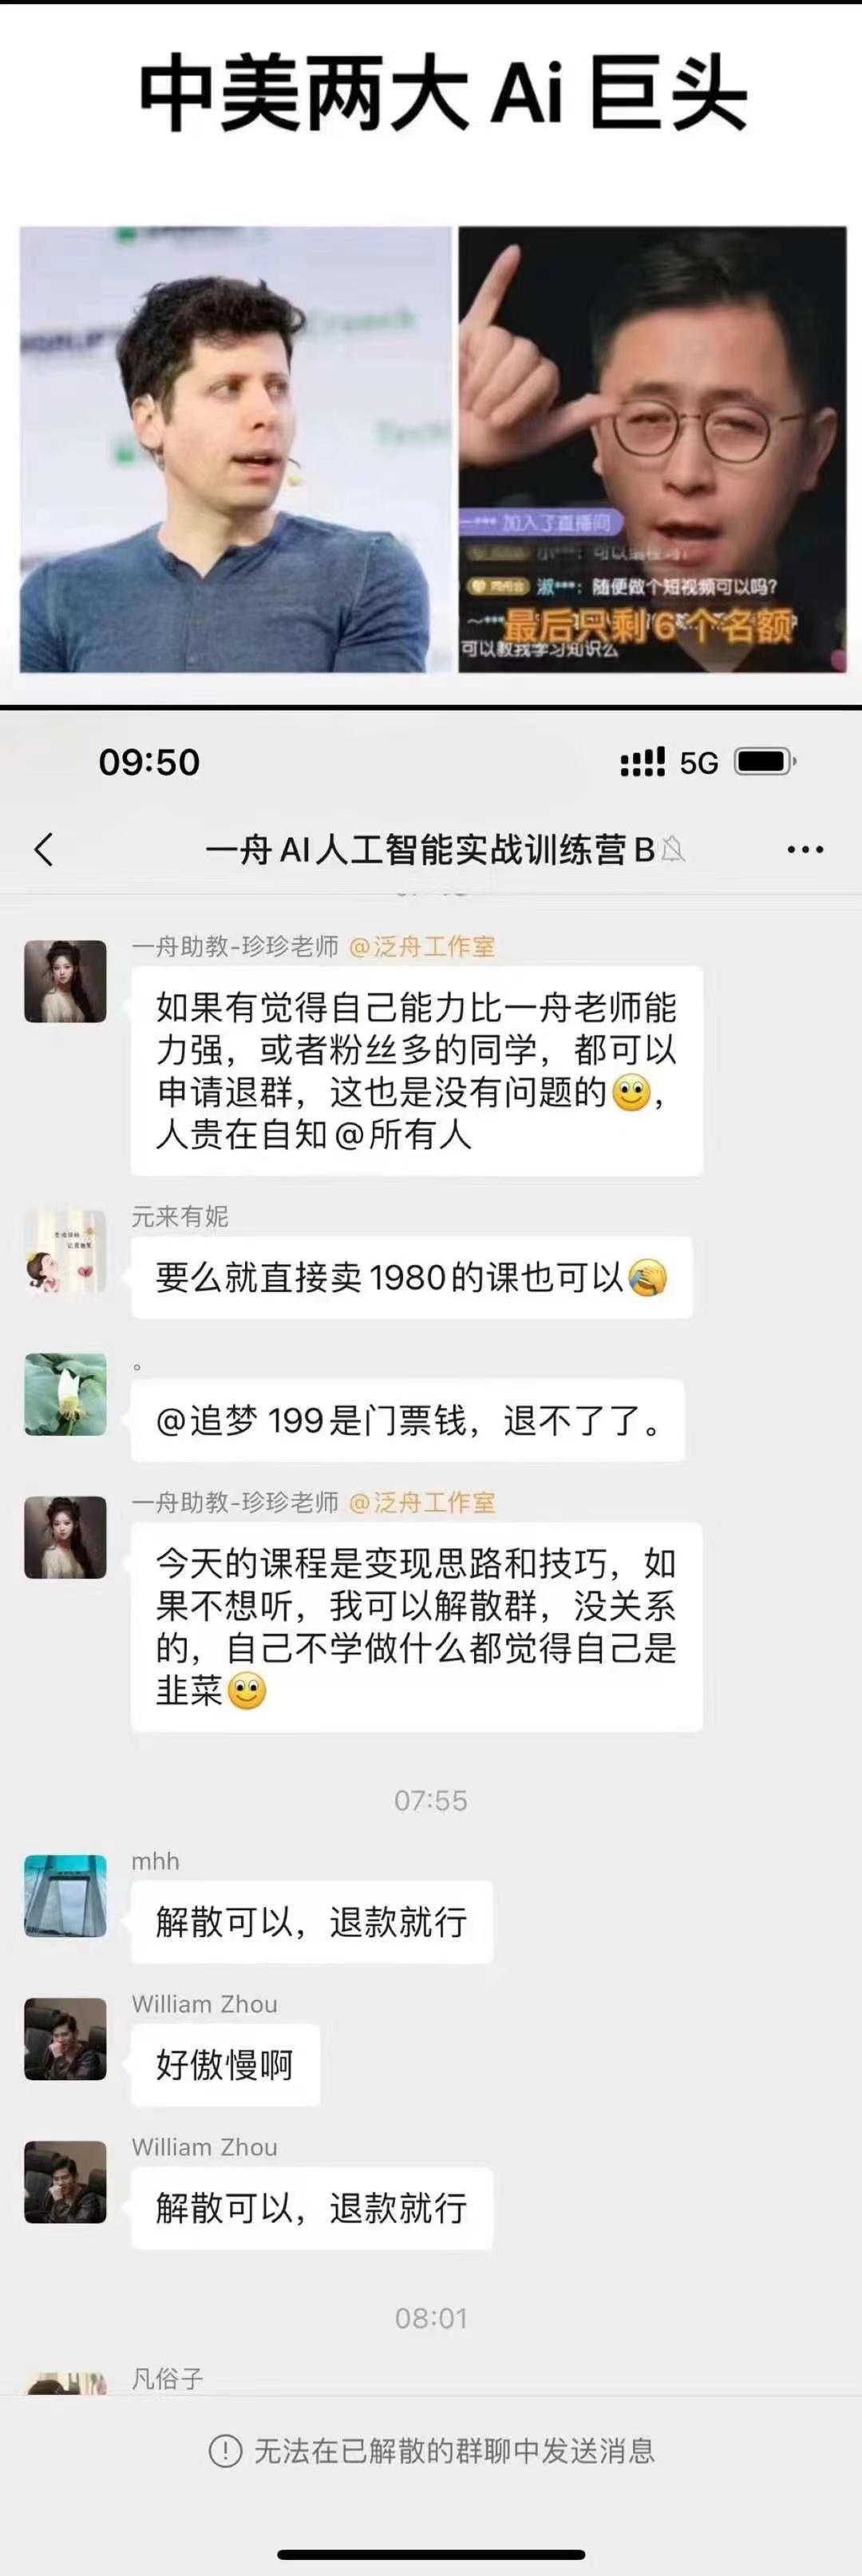 中美两大 Ai 巨头
一*** 加入了直播间
淑***：随便做个短视频可以吗?
最后只剩6个名额
可以教我学习知识么
09:50
5G
一舟AI人工智能实战训练营B
一舟助教-珍珍老师 @泛舟工作室
如果有觉得自己能力比一舟老师能
力强，或者粉丝多的同学，都可以
申请退群，这也是没有问题的🙂，
人贵在自知@所有人
元来有妮
要么就直接卖1980的课也可以🤦
。
@追梦 199是门票钱，退不了了。
一舟助教-珍珍老师 @泛舟工作室
今天的课程是变现思路和技巧，如
果不想听，我可以解散群，没关系
的，自己不学做什么都觉得自己是
韭菜🙂
07:55
mhh
解散可以，退款就行
William Zhou
好傲慢啊
William Zhou
解散可以，退款就行
08:01
凡俗子
无法在已解散的群聊中发送消息